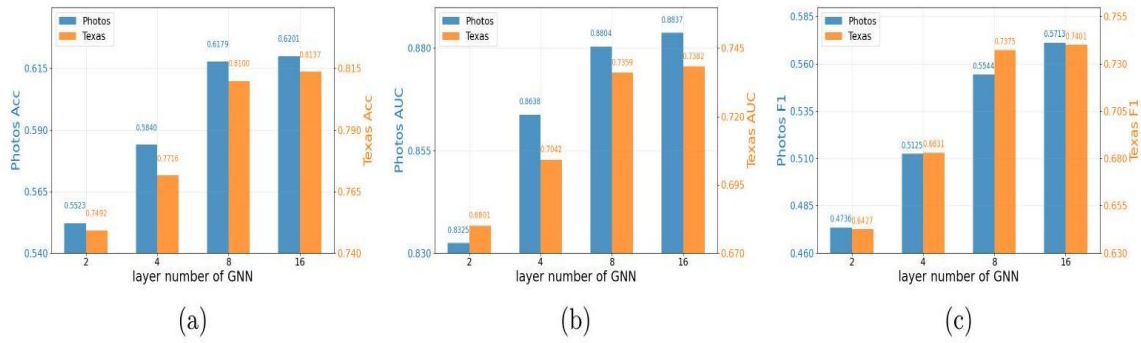 Photos
Texas
0.615
0.590
0.565
0.540
Photos Acc
0.5523
0.7492
0.5840
0.7716
0.6179
0.8100
0.6201
0.8137
0.815
0.790
0.765
0.740
Texas Acc
2 4 8 16
layer number of GNN
(a)
Photos
Texas
0.880
0.855
0.830
Photos AUC
0.8325
0.6801
0.8638
0.7042
0.8804
0.7359
0.8837
0.7382
0.745
0.720
0.695
0.670
Texas AUC
2 4 8 16
layer number of GNN
(b)
Photos
Texas
0.585
0.560
0.535
0.510
0.485
0.460
Photos F1
0.4736
0.6427
0.5125
0.6831
0.5544
0.7375
0.5713
0.7401
0.755
0.730
0.705
0.680
0.655
0.630
Texas F1
2 4 8 16
layer number of GNN
(c)